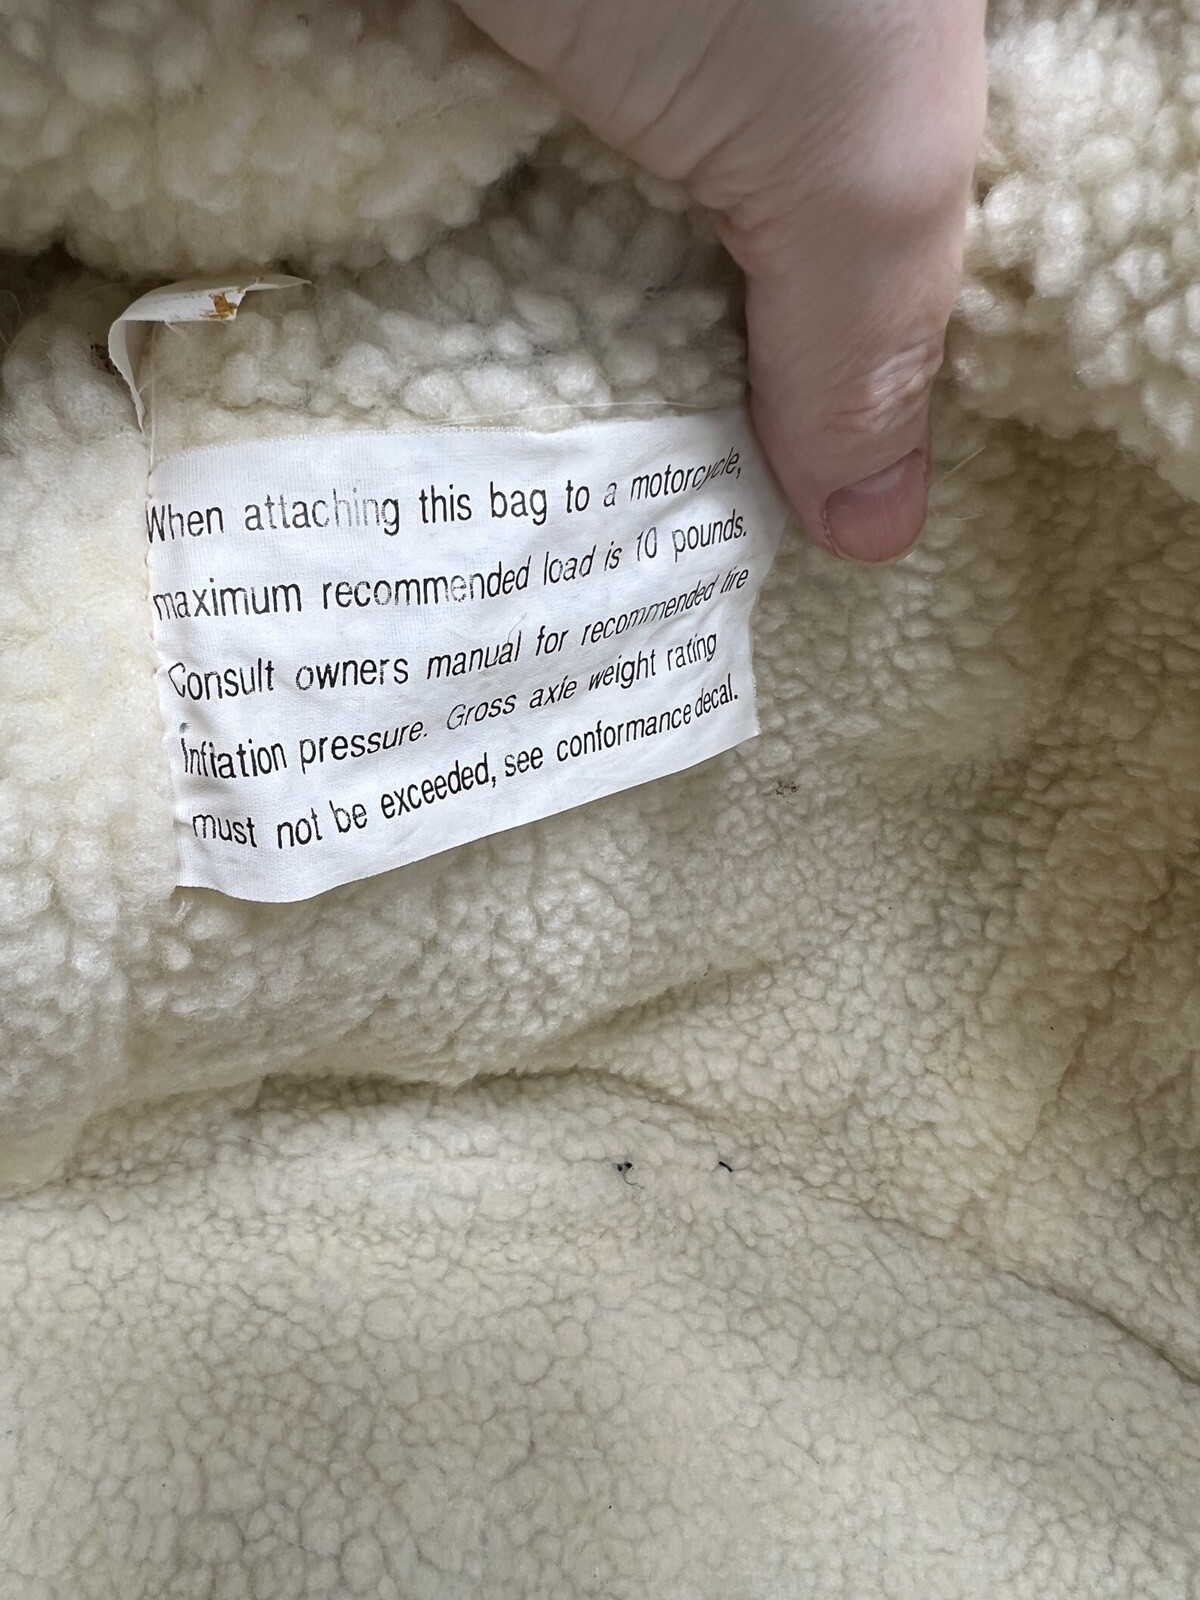 When attaching this bag to a motorcycle,
maximum recommended load is 10 pounds.
Consult owners manual for recommended tire
Inflation pressure. Gross axle weight rating
must not be exceeded, see conformance decal.